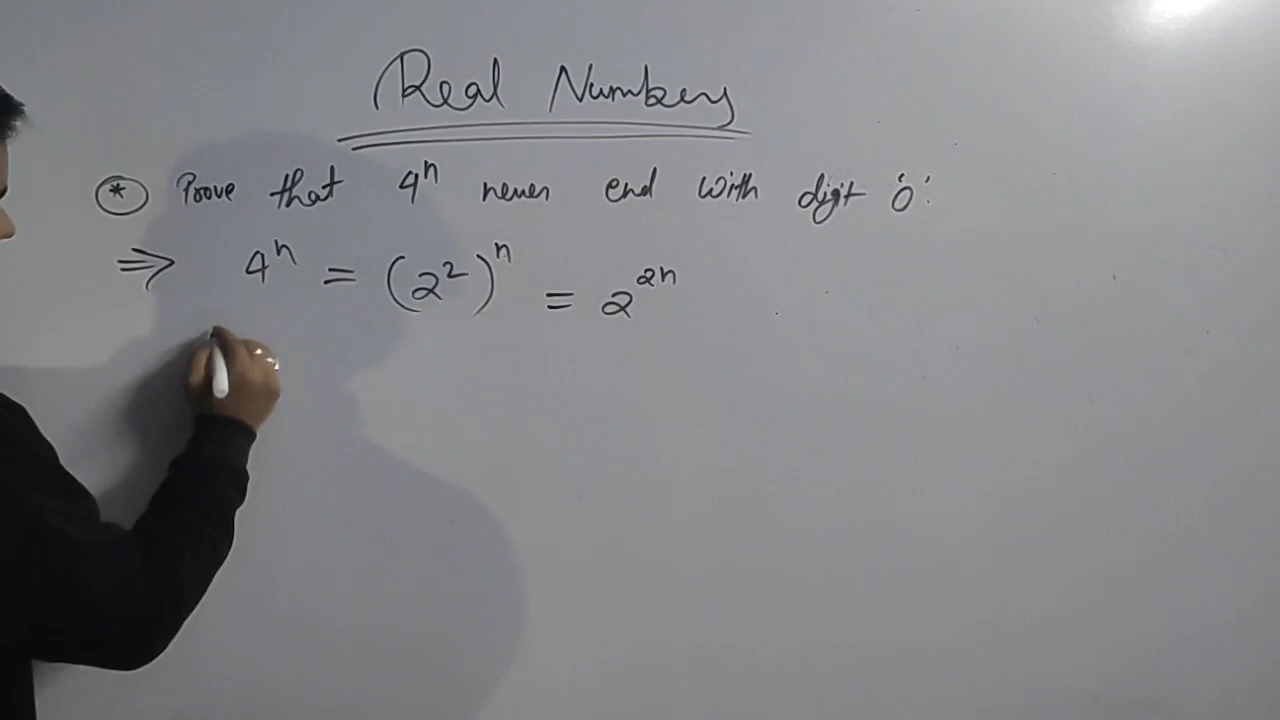 Real Numbers
* Prove that 4ⁿ never end with digit '0'.
⇒ 4ⁿ = (2²)ⁿ = 2²ⁿ